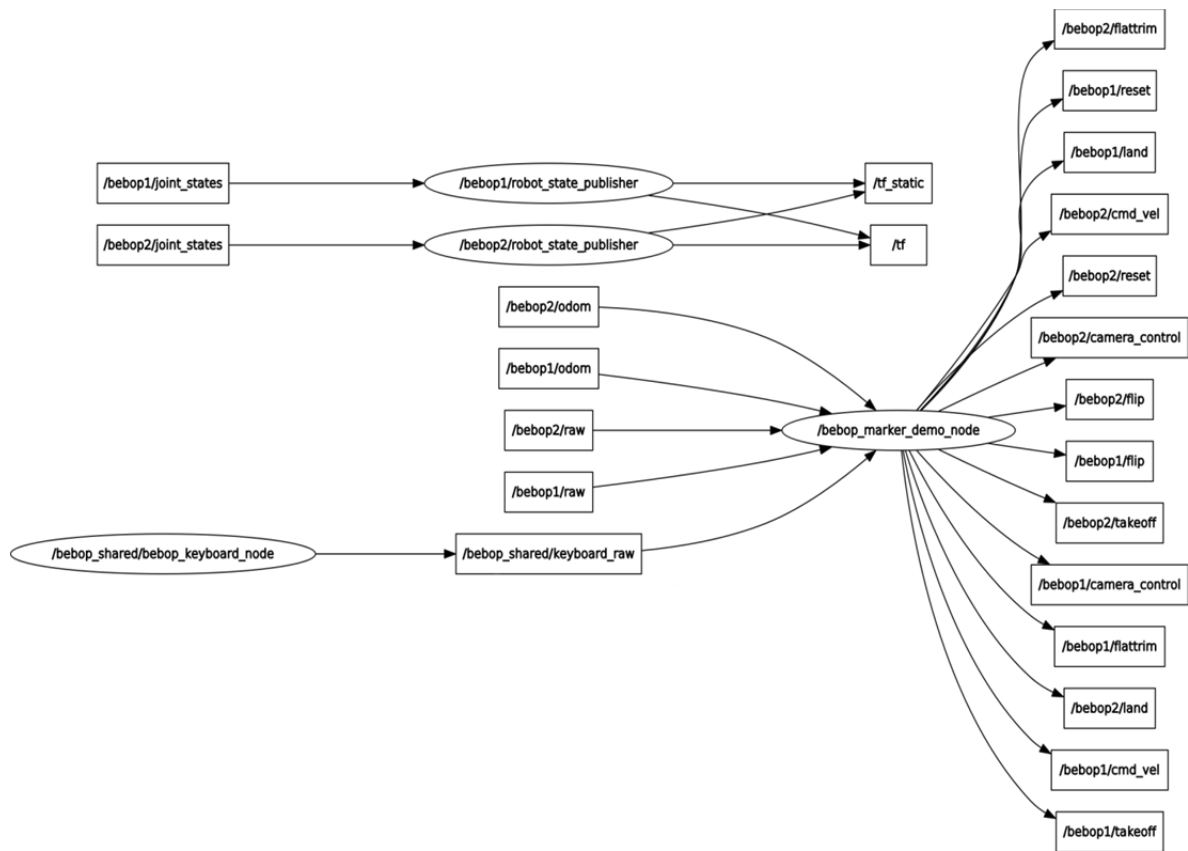 /bebop2/flattrim
/bebop1/reset
/bebop1/land
/bebop1/joint_states
/bebop1/robot_state_publisher
/tf_static
/bebop2/cmd_vel
/bebop2/joint_states
/bebop2/robot_state_publisher
/tf
/bebop2/reset
/bebop2/odom
/bebop2/camera_control
/bebop1/odom
/bebop2/flip
/bebop2/raw
/bebop_marker_demo_node
/bebop1/flip
/bebop1/raw
/bebop2/takeoff
/bebop_shared/bebop_keyboard_node
/bebop_shared/keyboard_raw
/bebop1/camera_control
/bebop1/flattrim
/bebop2/land
/bebop1/cmd_vel
/bebop1/takeoff